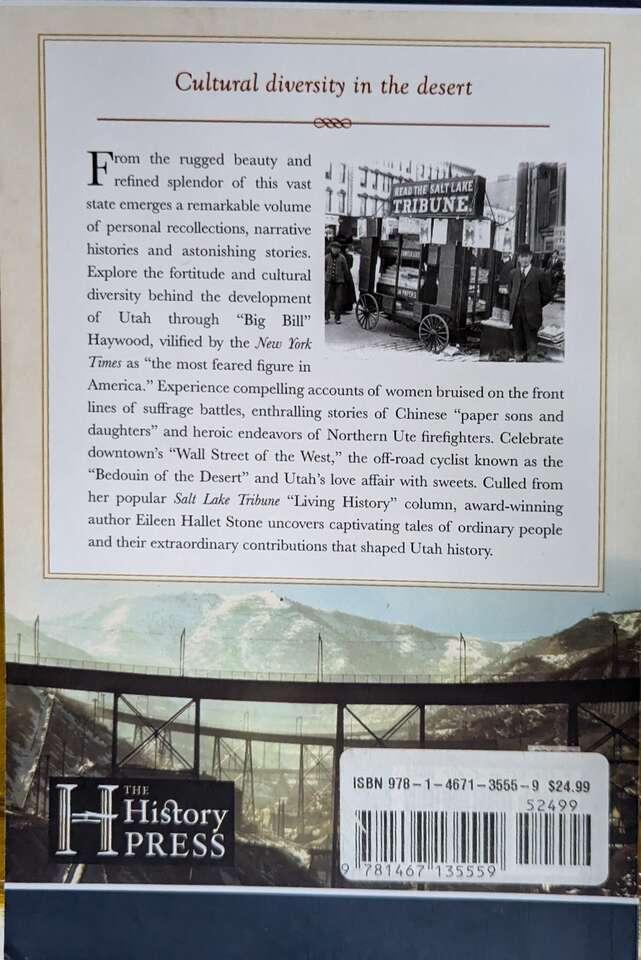 Cultural diversity in the desert
From the rugged beauty and
refined splendor of this vast
state emerges a remarkable volume
of personal recollections, narrative
histories and astonishing stories.
Explore the fortitude and cultural
diversity behind the development
of Utah through “Big Bill”
Haywood, vilified by the New York
Times as “the most feared figure in
America.” Experience compelling accounts of women bruised on the front
lines of suffrage battles, enthralling stories of Chinese “paper sons and
daughters” and heroic endeavors of Northern Ute firefighters. Celebrate
downtown’s “Wall Street of the West,” the off-road cyclist known as the
“Bedouin of the Desert” and Utah’s love affair with sweets. Culled from
her popular Salt Lake Tribune “Living History” column, award-winning
author Eileen Hallet Stone uncovers captivating tales of ordinary people
and their extraordinary contributions that shaped Utah history.
READ THE SALT LAKE
TRIBUNE
THE
History
PRESS
ISBN 978-1-4671-3555-9 $24.99
52499
9 781467 135559